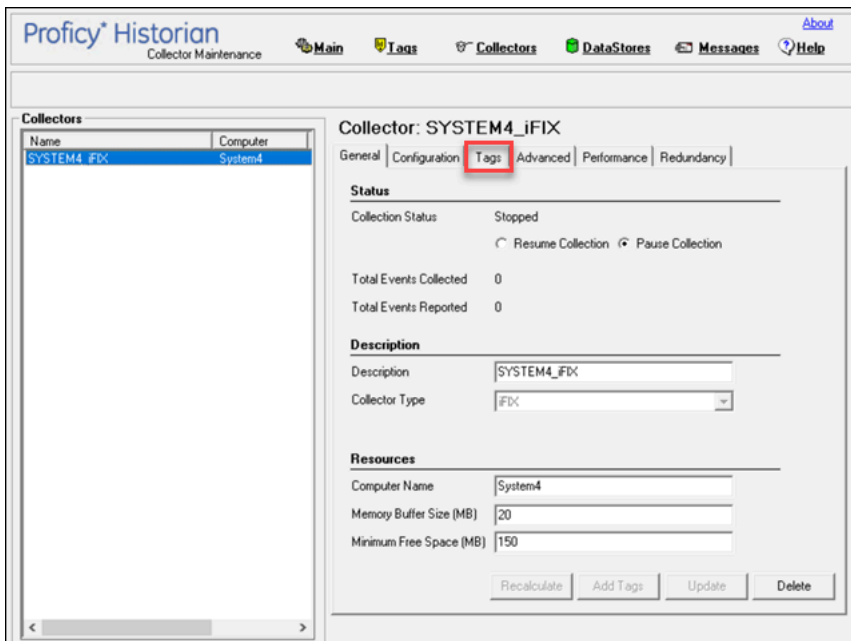 Proficy* Historian
Collector Maintenance
Main Tags Collectors DataStores Messages Help
About
Collectors
Name Computer
SYSTEM4_iFIX System4
Collector: SYSTEM4_iFIX
General Configuration Tags Advanced Performance Redundancy
Status
Collection Status Stopped
Resume Collection Pause Collection
Total Events Collected 0
Total Events Reported 0
Description
Description SYSTEM4_iFIX
Collector Type iFIX
Resources
Computer Name System4
Memory Buffer Size (MB) 20
Minimum Free Space (MB) 150
Recalculate Add Tags Update Delete